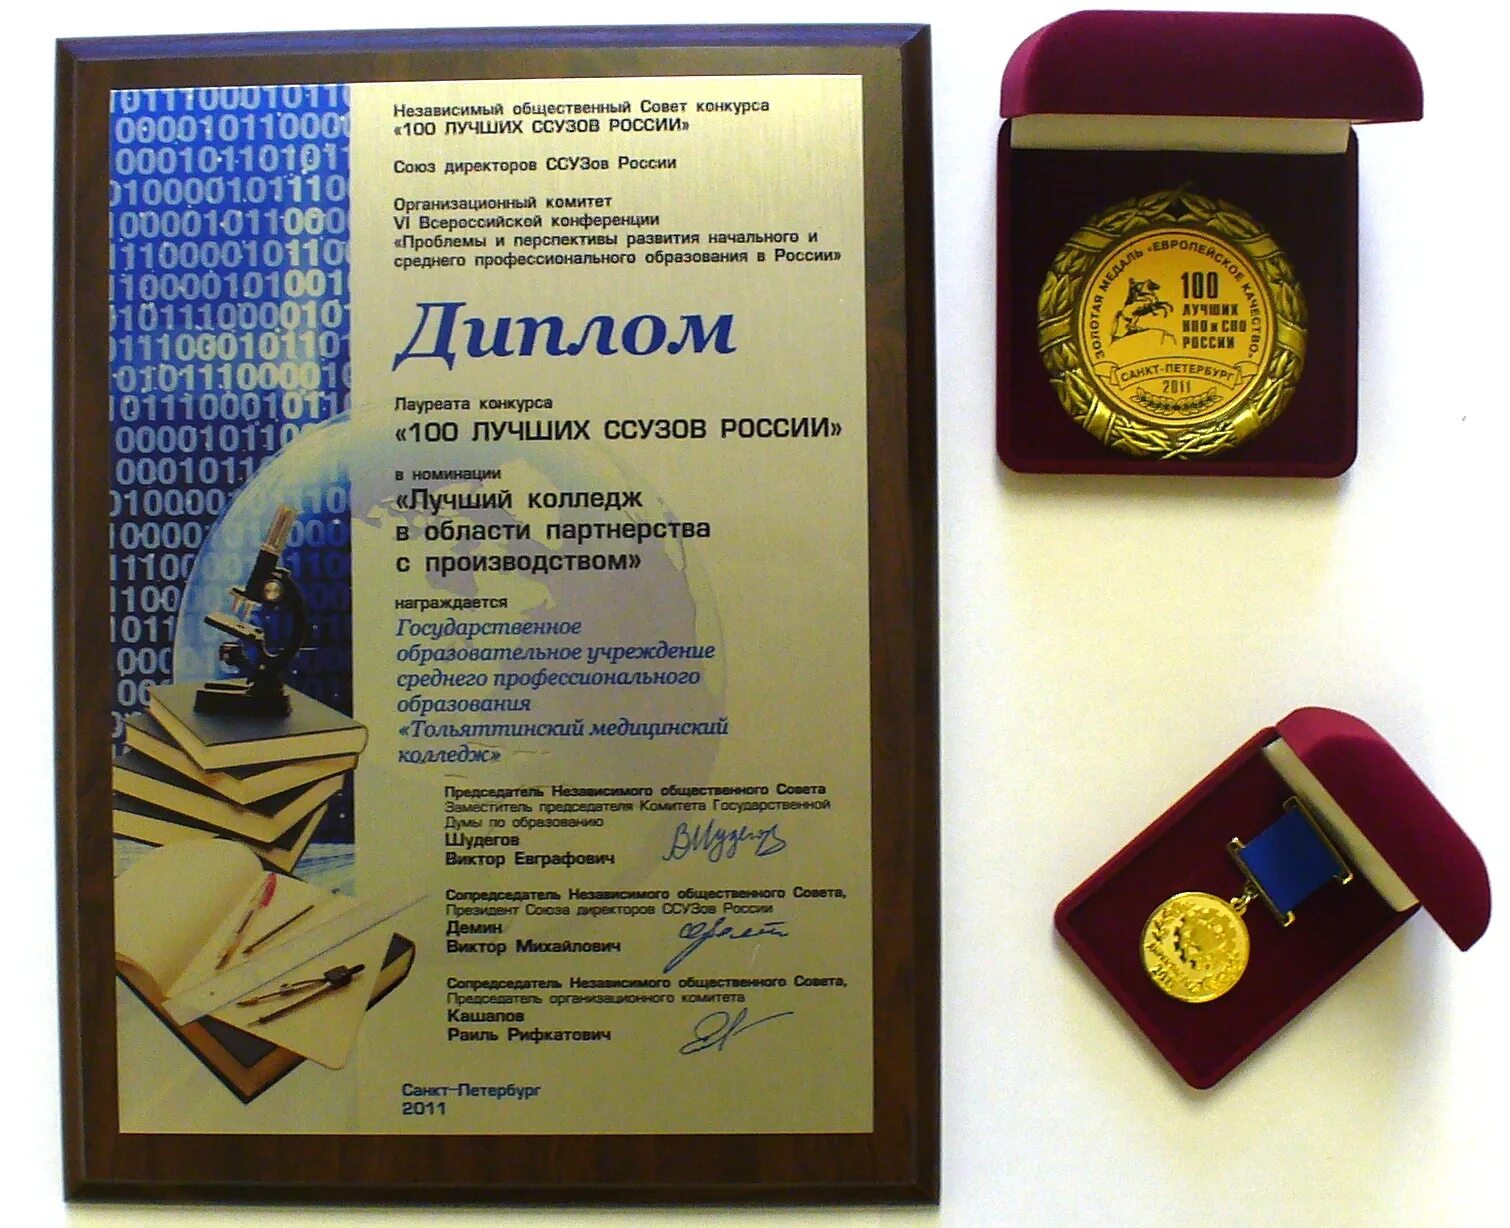 Независимый общественный Совет конкурса
«100 ЛУЧШИХ ССУЗОВ РОССИИ»
Союз директоров ССУЗов России
Организационный комитет
VI Всероссийской конференции
«Проблемы и перспективы развития начального и
среднего профессионального образования в России»
Диплом
Лауреата конкурса
«100 ЛУЧШИХ ССУЗОВ РОССИИ»
в номинации
«Лучший колледж
в области партнерства
с производством»
награждается
Государственное
образовательное учреждение
среднего профессионального
образования
«Тольяттинский медицинский
колледж»
Председатель Независимого общественного Совета
Заместитель председателя Комитета Государственной
Думы по образованию
Шудегов
Виктор Евграфович
Сопредседатель Независимого общественного Совета,
Президент Союза директоров ССУЗов России
Демин
Виктор Михайлович
Сопредседатель Независимого общественного Совета,
Председатель организационного комитета
Кашапов
Раиль Рифкатович
Санкт-Петербург
2011
ЗОЛОТАЯ МЕДАЛЬ «ЕВРОПЕЙСКОЕ КАЧЕСТВО»
100
ЛУЧШИХ
НПО и СПО
РОССИИ
САНКТ-ПЕТЕРБУРГ
2011